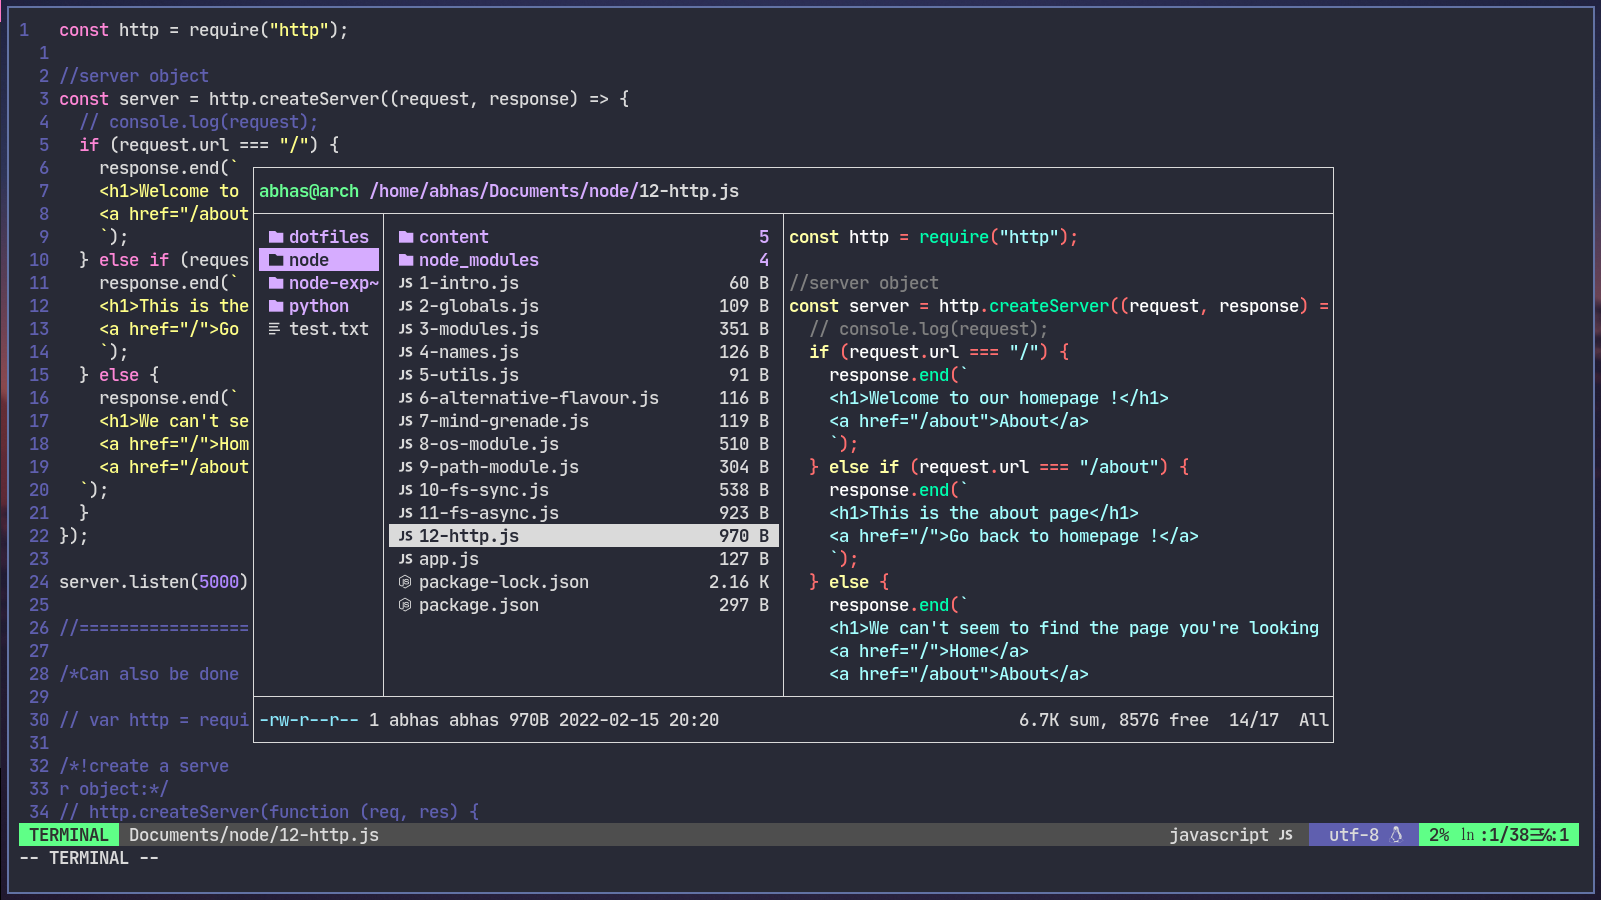 1 const http = require("http");
1
2 //server object
3 const server = http.createServer((request, response) => {
4 // console.log(request);
5 if (request.url === "/") {
6 response.end(`
7 <h1>Welcome to
8 <a href="/about
9 `);
10 } else if (reques
11 response.end(`
12 <h1>This is the
13 <a href="/">Go
14 `);
15 } else {
16 response.end(`
17 <h1>We can't se
18 <a href="/">Hom
19 <a href="/about
20 `);
21 }
22 });
23
24 server.listen(5000)
25
26 //=================
27
28 /*Can also be done
29
30 // var http = requi
31
32 /*!create a serve
33 r object:*/
34 // http.createServer(function (req, res) {
abhas@arch /home/abhas/Documents/node/12-http.js
dotfiles
node
node-exp~
python
test.txt
content 5
node_modules 4
JS 1-intro.js 60 B
JS 2-globals.js 109 B
JS 3-modules.js 351 B
JS 4-names.js 126 B
JS 5-utils.js 91 B
JS 6-alternative-flavour.js 116 B
JS 7-mind-grenade.js 119 B
JS 8-os-module.js 510 B
JS 9-path-module.js 304 B
JS 10-fs-sync.js 538 B
JS 11-fs-async.js 923 B
JS 12-http.js 970 B
JS app.js 127 B
package-lock.json 2.16 K
package.json 297 B
const http = require("http");
//server object
const server = http.createServer((request, response) =
// console.log(request);
if (request.url === "/") {
response.end(`
<h1>Welcome to our homepage !</h1>
<a href="/about">About</a>
`);
} else if (request.url === "/about") {
response.end(`
<h1>This is the about page</h1>
<a href="/">Go back to homepage !</a>
`);
} else {
response.end(`
<h1>We can't seem to find the page you're looking
<a href="/">Home</a>
<a href="/about">About</a>
-rw-r--r-- 1 abhas abhas 970B 2022-02-15 20:20 6.7K sum, 857G free 14/17 All
TERMINAL Documents/node/12-http.js javascript JS utf-8 2% ln :1/38☰℅:1
-- TERMINAL --